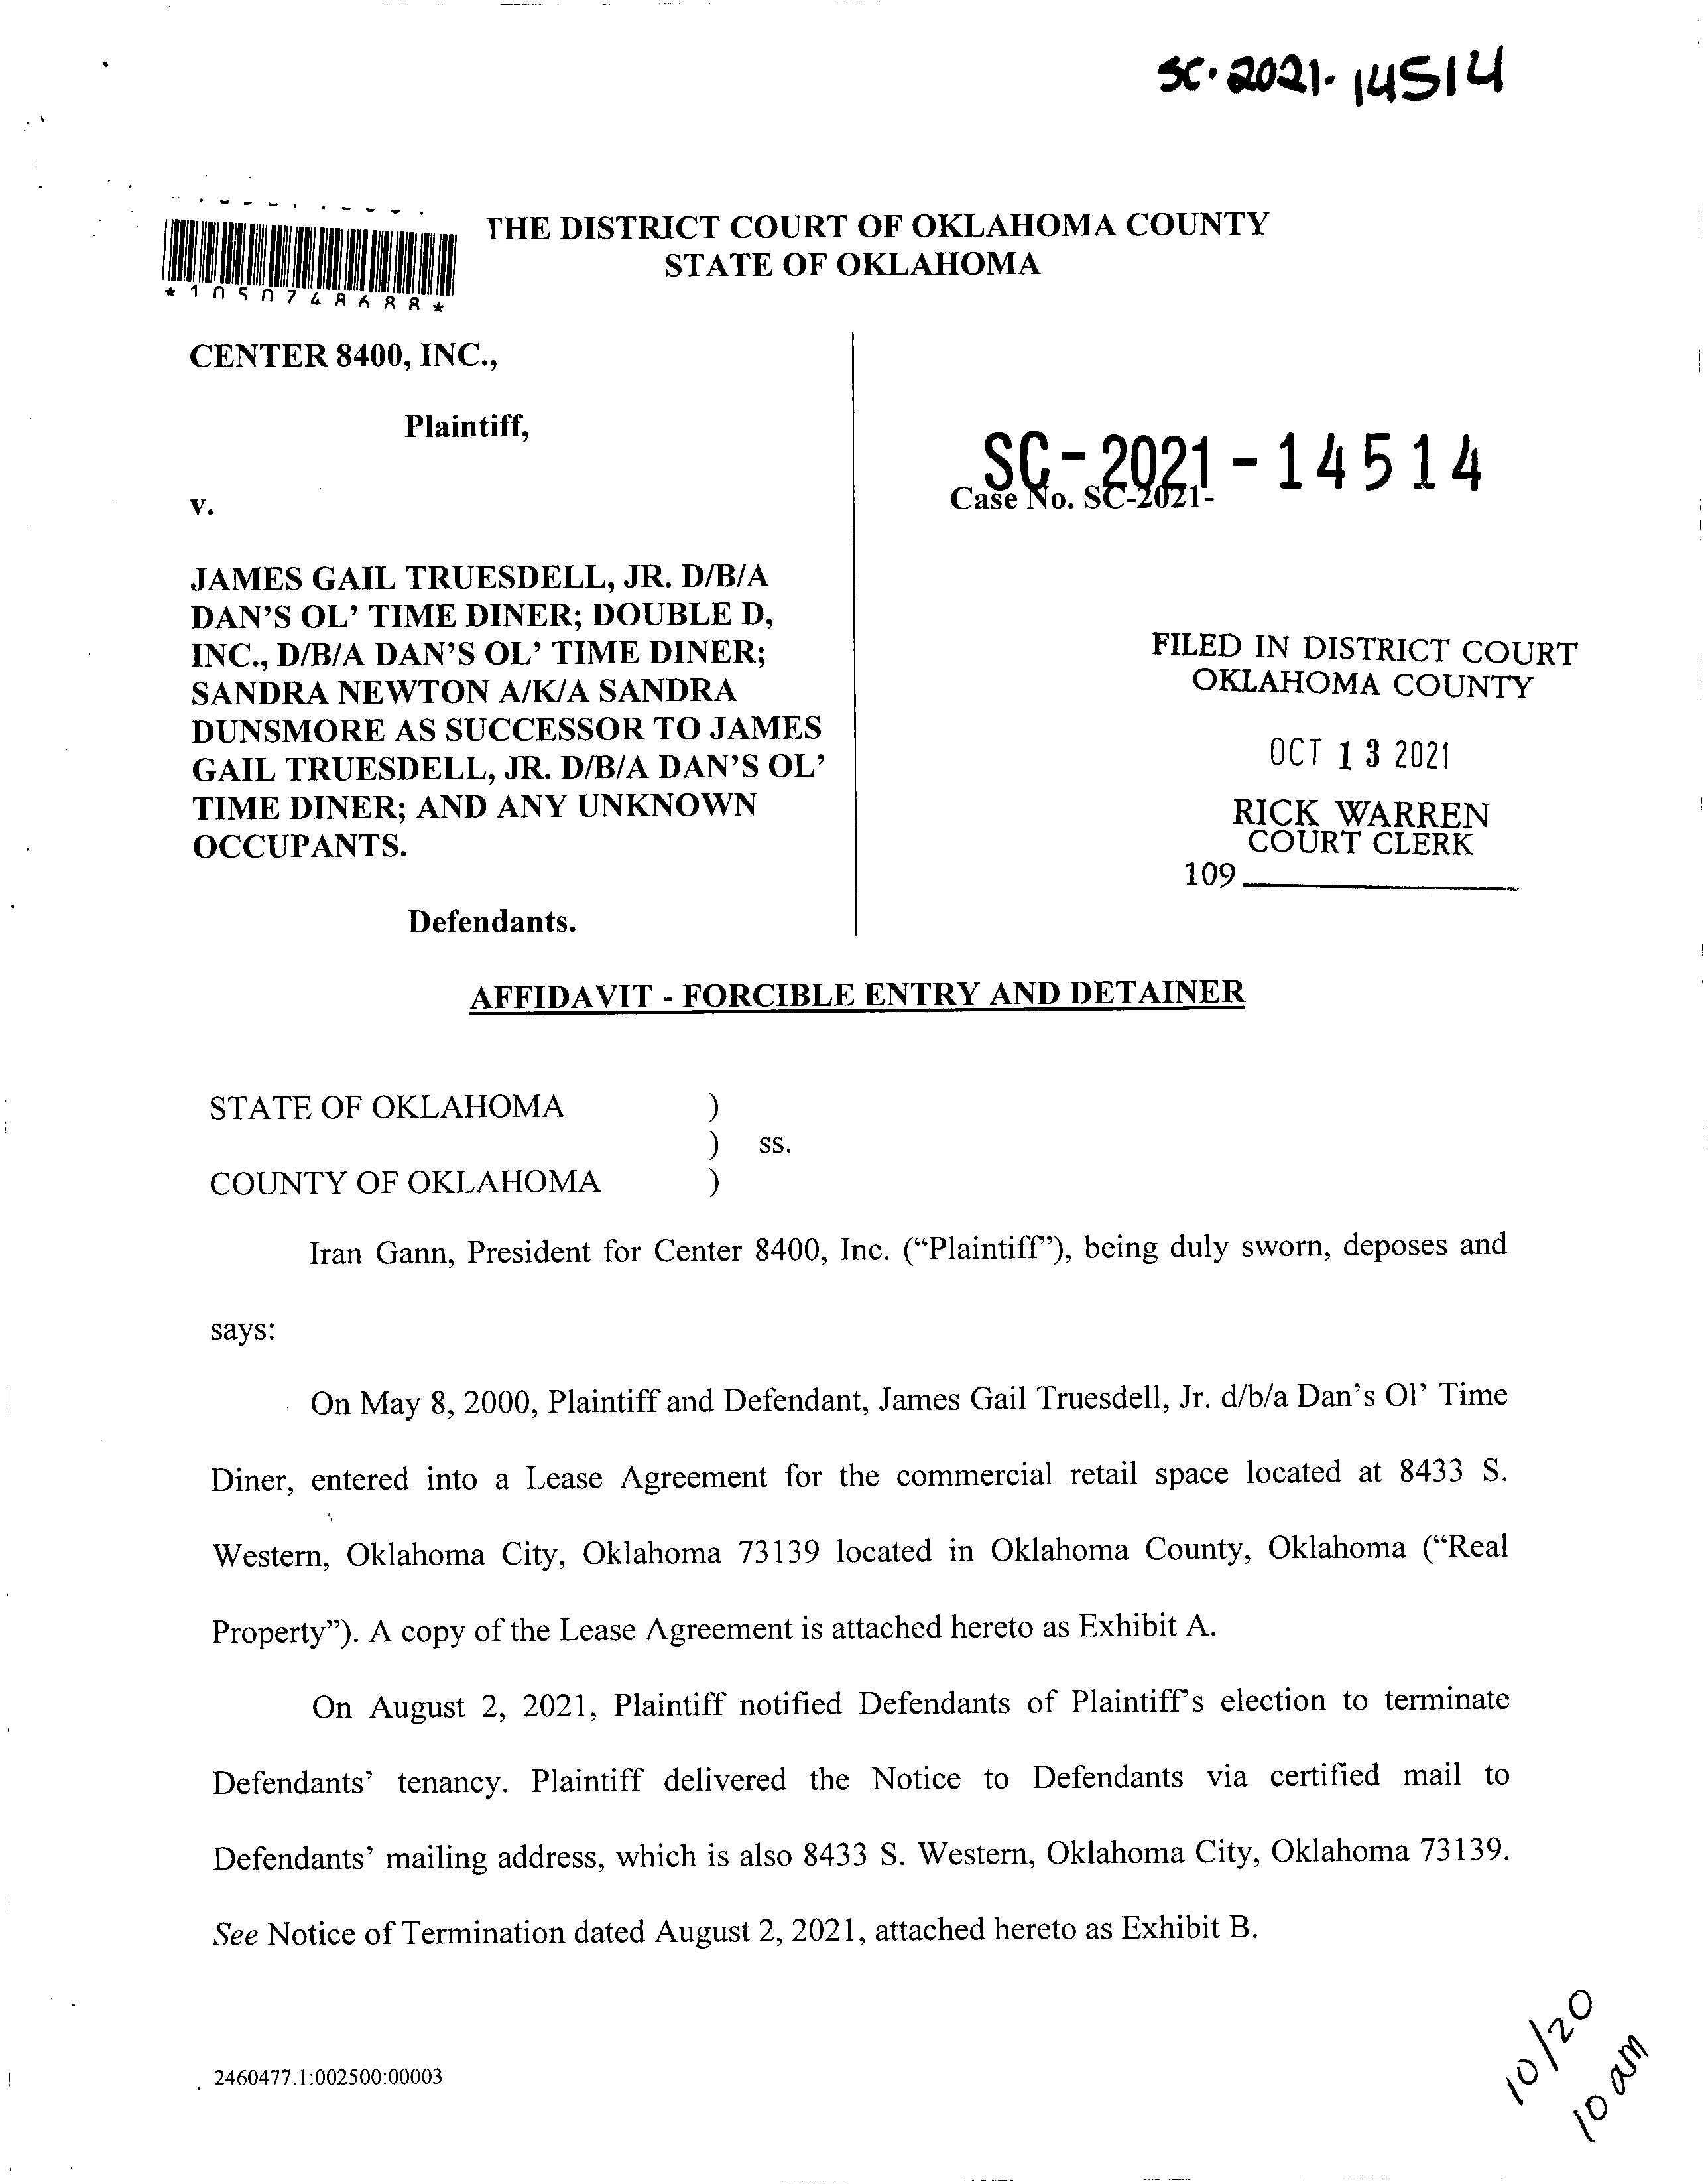 SC-2021-14514
THE DISTRICT COURT OF OKLAHOMA COUNTY
STATE OF OKLAHOMA
*1050748688*
CENTER 8400, INC.,
Plaintiff,
v.
SC-2021-14514
Case No. SC-2021-
JAMES GAIL TRUESDELL, JR. D/B/A
DAN'S OL' TIME DINER; DOUBLE D,
INC., D/B/A DAN'S OL' TIME DINER;
SANDRA NEWTON A/K/A SANDRA
DUNSMORE AS SUCCESSOR TO JAMES
GAIL TRUESDELL, JR. D/B/A DAN'S OL'
TIME DINER; AND ANY UNKNOWN
OCCUPANTS.
Defendants.
FILED IN DISTRICT COURT
OKLAHOMA COUNTY
OCT 13 2021
RICK WARREN
COURT CLERK
109
AFFIDAVIT - FORCIBLE ENTRY AND DETAINER
STATE OF OKLAHOMA )
) ss.
COUNTY OF OKLAHOMA )
Iran Gann, President for Center 8400, Inc. ("Plaintiff"), being duly sworn, deposes and
says:
On May 8, 2000, Plaintiff and Defendant, James Gail Truesdell, Jr. d/b/a Dan's Ol' Time
Diner, entered into a Lease Agreement for the commercial retail space located at 8433 S.
Western, Oklahoma City, Oklahoma 73139 located in Oklahoma County, Oklahoma ("Real
Property"). A copy of the Lease Agreement is attached hereto as Exhibit A.
On August 2, 2021, Plaintiff notified Defendants of Plaintiff's election to terminate
Defendants' tenancy. Plaintiff delivered the Notice to Defendants via certified mail to
Defendants' mailing address, which is also 8433 S. Western, Oklahoma City, Oklahoma 73139.
See Notice of Termination dated August 2, 2021, attached hereto as Exhibit B.
2460477.1:002500:00003
10/20
10 am